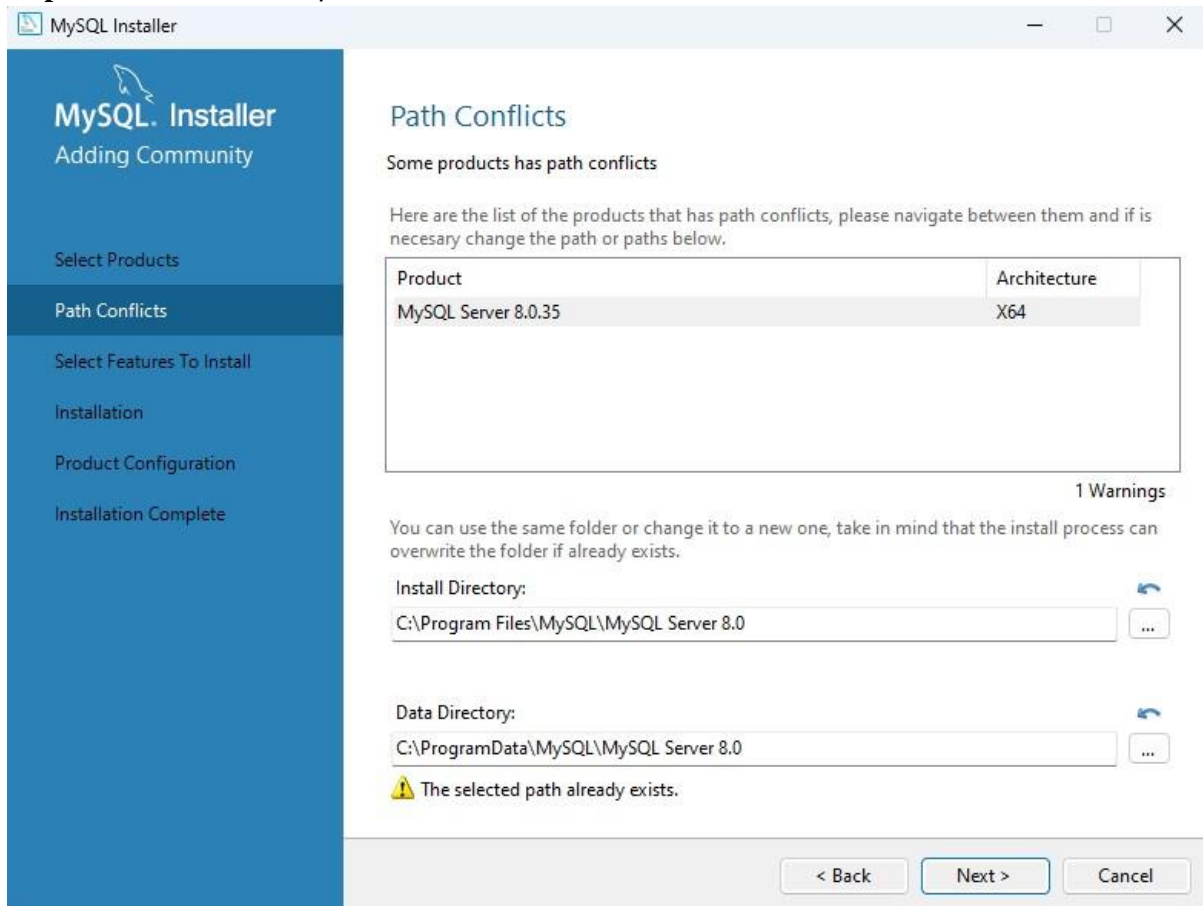 MySQL Installer
MySQL. Installer
Adding Community
Select Products
Path Conflicts
Select Features To Install
Installation
Product Configuration
Installation Complete
Path Conflicts
Some products has path conflicts
Here are the list of the products that has path conflicts, please navigate between them and if is
necesary change the path or paths below.
Product Architecture
MySQL Server 8.0.35 X64
1 Warnings
You can use the same folder or change it to a new one, take in mind that the install process can
overwrite the folder if already exists.
Install Directory:
C:\Program Files\MySQL\MySQL Server 8.0
...
Data Directory:
C:\ProgramData\MySQL\MySQL Server 8.0
...
The selected path already exists.
< Back Next > Cancel